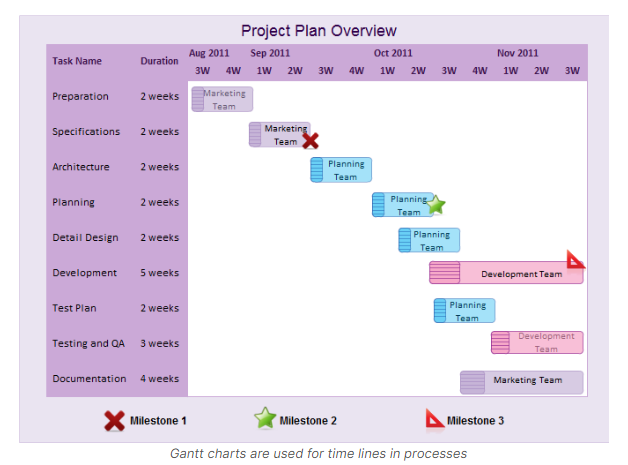 Project Plan Overview
Task Name Duration Aug 2011 Sep 2011 Oct 2011 Nov 2011
3W 4W 1W 2W 3W 4W 1W 2W 3W 4W 1W 2W 3W
Preparation 2 weeks Marketing
Team
Specifications 2 weeks Marketing
Team
Architecture 2 weeks Planning
Team
Planning 2 weeks Planning
Team
Detail Design 2 weeks Planning
Team
Development 5 weeks Development Team
Test Plan 2 weeks Planning
Team
Testing and QA 3 weeks Development
Team
Documentation 4 weeks Marketing Team
Milestone 1 Milestone 2 Milestone 3
Gantt charts are used for time lines in processes